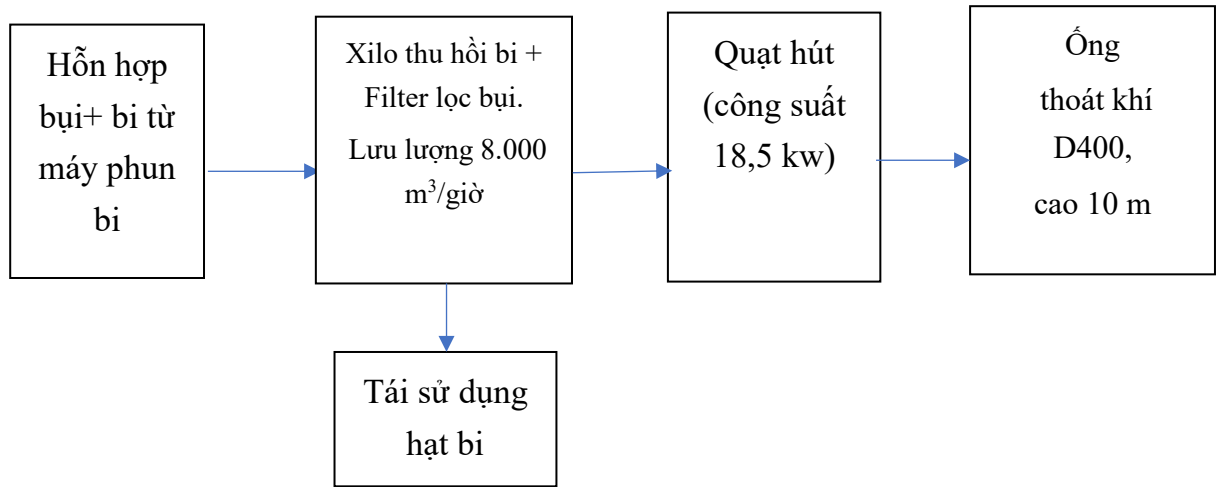 Hỗn hợp
bụi+ bi từ
máy phun
bi
Xilo thu hồi bi +
Filter lọc bụi.
Lưu lượng 8.000
m³/giờ
Quạt hút
(công suất
18,5 kw)
Ống
thoát khí
D400,
cao 10 m
Tái sử dụng
hạt bi